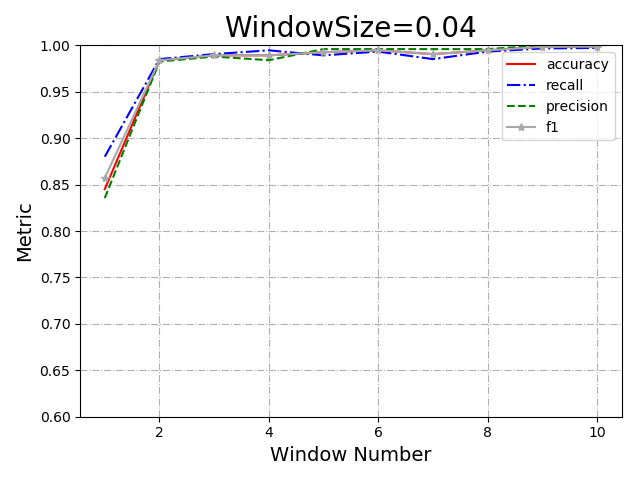 WindowSize=0.04
Metric
1.00
0.95
0.90
0.85
0.80
0.75
0.70
0.65
0.60
accuracy
recall
precision
f1
2 4 6 8 10
Window Number